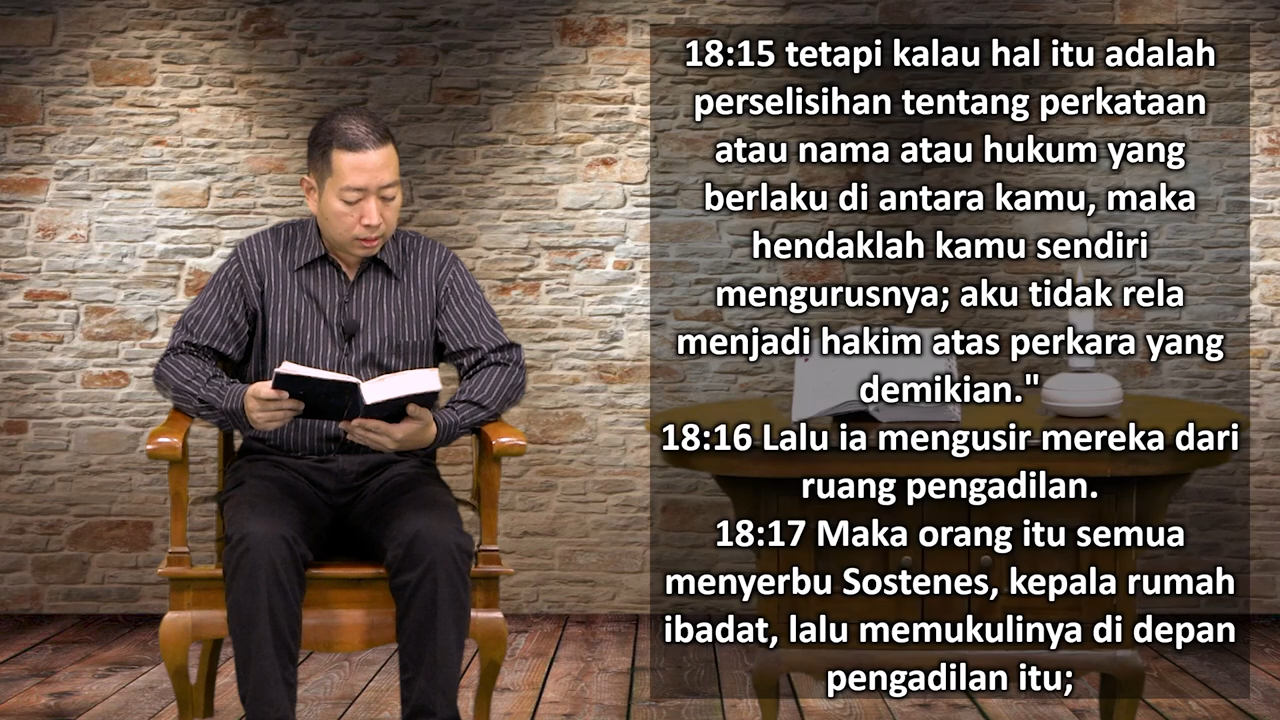 18:15 tetapi kalau hal itu adalah
perselisihan tentang perkataan
atau nama atau hukum yang
berlaku di antara kamu, maka
hendaklah kamu sendiri
mengurusnya; aku tidak rela
menjadi hakim atas perkara yang
demikian."
18:16 Lalu ia mengusir mereka dari
ruang pengadilan.
18:17 Maka orang itu semua
menyerbu Sostenes, kepala rumah
ibadat, lalu memukulinya di depan
pengadilan itu;